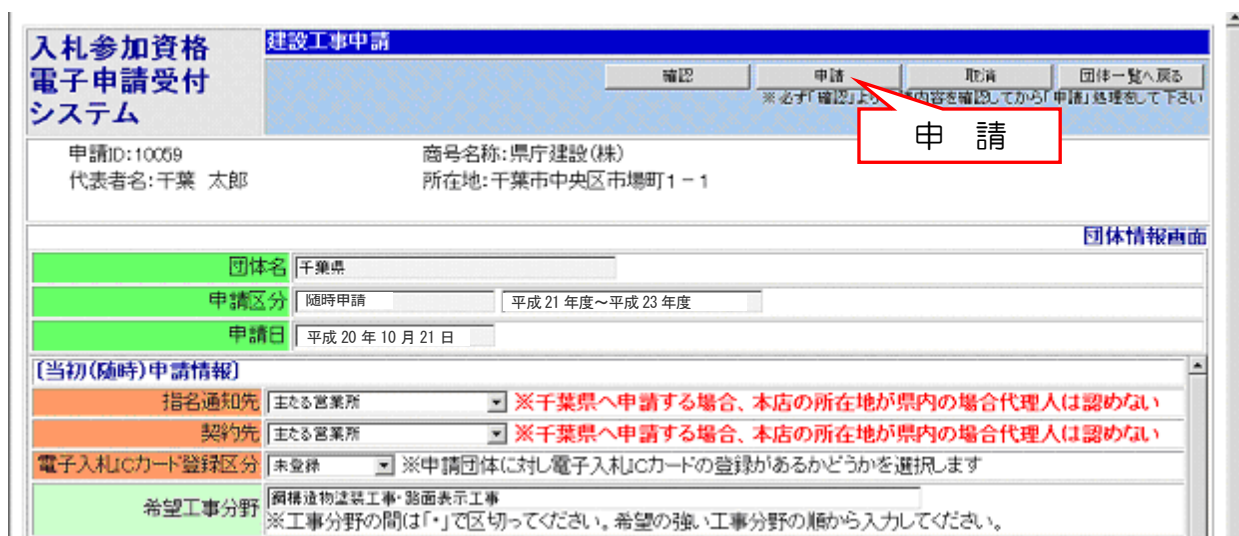 入札参加資格
電子申請受付
システム
建設工事申請
確認 申請 取消 団体一覧へ戻る
※必ず「確認」より 内容を確認してから「申請」処理をして下さい
申 請
申請ID:10059 商号名称:県庁建設(株)
代表者名:千葉 太郎 所在地:千葉市中央区市場町1-1
団体情報画面
団体名 千葉県
申請区分 随時申請 平成21年度~平成23年度
申請日 平成20年10月21日
〔当初(随時)申請情報〕
指名通知先 主たる営業所 ※千葉県へ申請する場合、本店の所在地が県内の場合代理人は認めない
契約先 主たる営業所 ※千葉県へ申請する場合、本店の所在地が県内の場合代理人は認めない
電子入札ICカード登録区分 未登録 ※申請団体に対し電子入札ICカードの登録があるかどうかを選択します
希望工事分野 鋼構造物塗装工事・路面表示工事
※工事分野の間は「・」で区切ってください。希望の強い工事分野の順から入力してください。